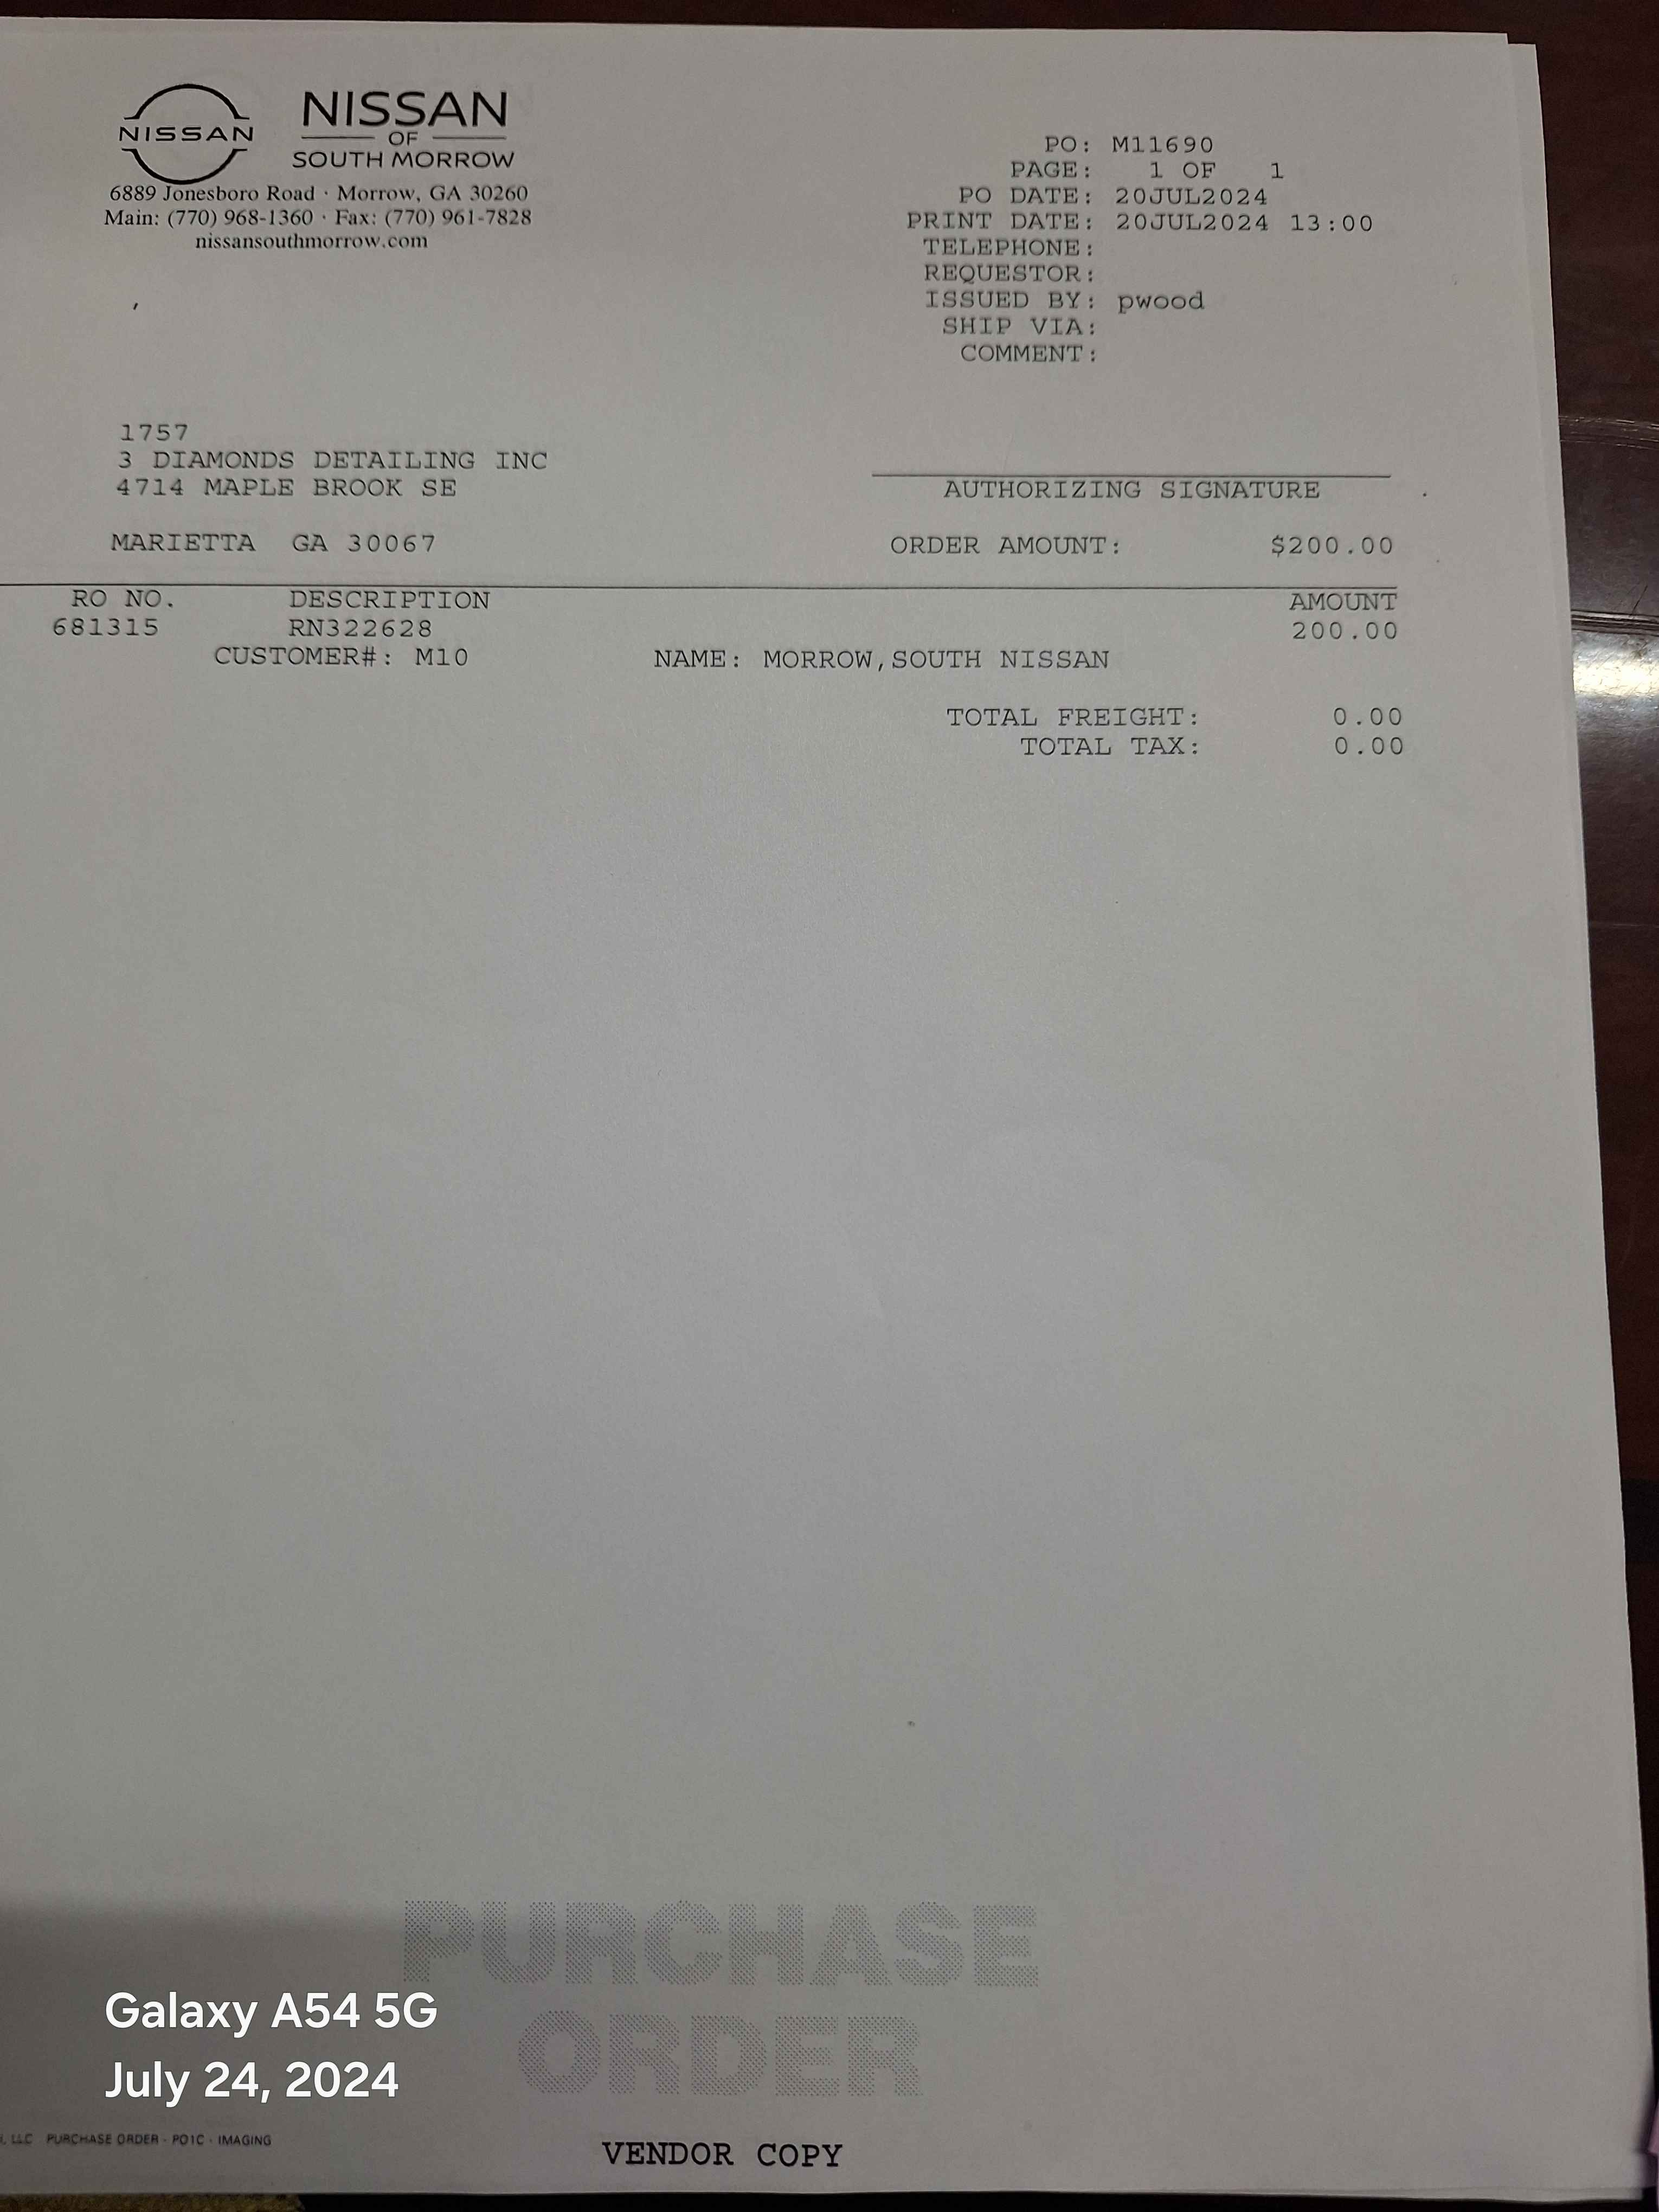 NISSAN
NISSAN
OF
SOUTH MORROW
6889 Jonesboro Road · Morrow, GA 30260
Main: (770) 968-1360 · Fax: (770) 961-7828
nissansouthmorrow.com
PO: M11690
PAGE: 1 OF 1
PO DATE: 20JUL2024
PRINT DATE: 20JUL2024 13:00
TELEPHONE:
REQUESTOR:
ISSUED BY: pwood
SHIP VIA:
COMMENT:
1757
3 DIAMONDS DETAILING INC
4714 MAPLE BROOK SE
MARIETTA GA 30067
AUTHORIZING SIGNATURE
ORDER AMOUNT: $200.00
RO NO. DESCRIPTION AMOUNT
681315 RN322628 200.00
CUSTOMER#: M10 NAME: MORROW,SOUTH NISSAN
TOTAL FREIGHT: 0.00
TOTAL TAX: 0.00
PURCHASE
ORDER
Galaxy A54 5G
July 24, 2024
LLC PURCHASE ORDER - PO1C - IMAGING
VENDOR COPY